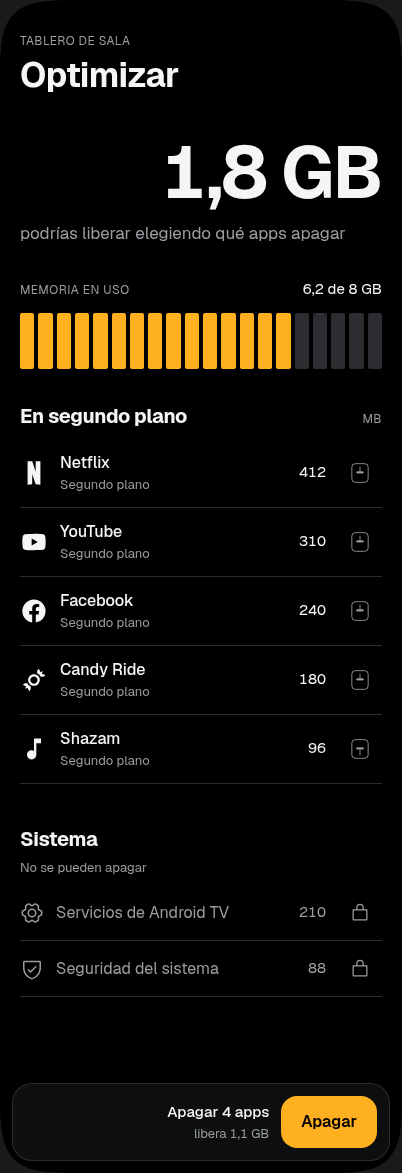 TABLERO DE SALA
Optimizar
1,8 GB
podrías liberar elegiendo qué apps apagar
MEMORIA EN USO 6,2 de 8 GB
En segundo plano MB
Netflix 412
Segundo plano
YouTube 310
Segundo plano
Facebook 240
Segundo plano
Candy Ride 180
Segundo plano
Shazam 96
Segundo plano
Sistema
No se pueden apagar
Servicios de Android TV 210
Seguridad del sistema 88
Apagar 4 apps
libera 1,1 GB
Apagar